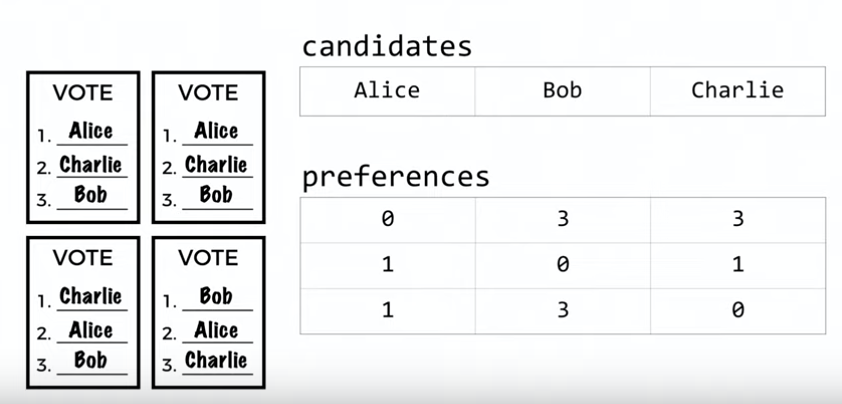 VOTE
1. Alice
2. Charlie
3. Bob
VOTE
1. Alice
2. Charlie
3. Bob
VOTE
1. Charlie
2. Alice
3. Bob
VOTE
1. Bob
2. Alice
3. Charlie
candidates
Alice Bob Charlie
preferences
0 3 3
1 0 1
1 3 0